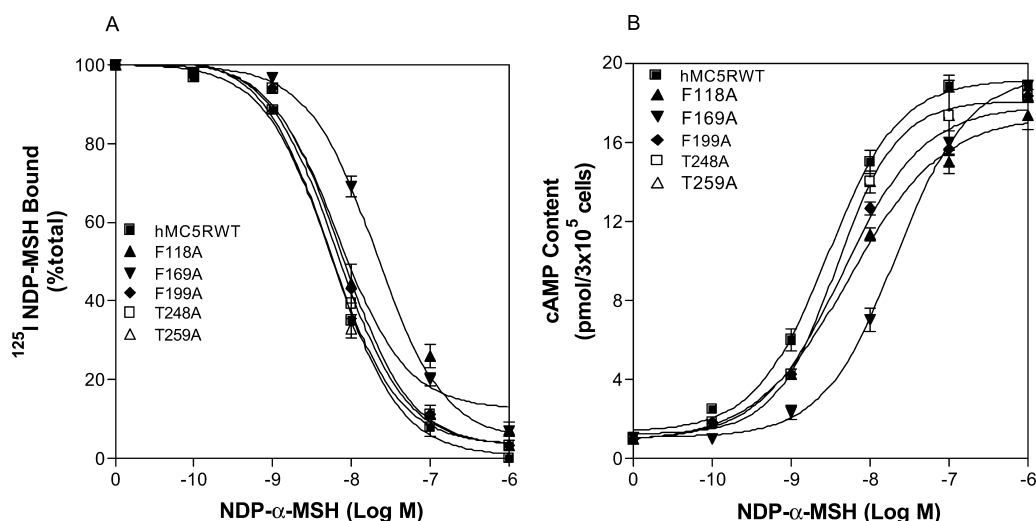 A
100
80
60
40
20
0
¹²⁵I NDP-MSH Bound
(%total)
hMC5RWT
F118A
F169A
F199A
T248A
T259A
0 -10 -9 -8 -7 -6
NDP-α-MSH (Log M)
B
20
16
12
8
4
0
cAMP Content
(pmol/3x10⁵ cells)
hMC5RWT
F118A
F169A
F199A
T248A
T259A
0 -10 -9 -8 -7 -6
NDP-α-MSH (Log M)